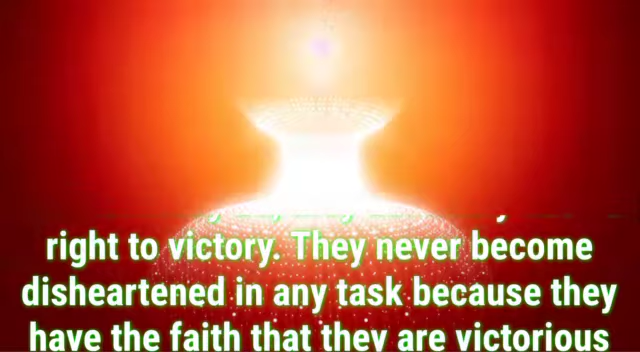 right to victory. They never become
disheartened in any task because they
have the faith that they are victorious